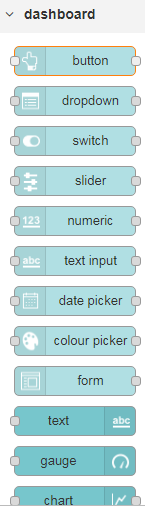 dashboard
button
dropdown
switch
slider
123 numeric
abc text input
date picker
colour picker
form
text abc
gauge
chart